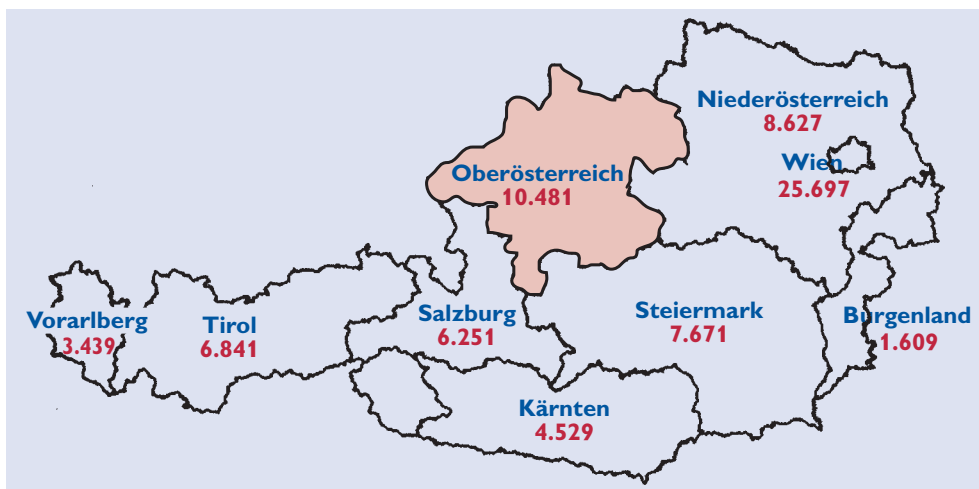 Niederösterreich
8.627
Wien
25.697
Oberösterreich
10.481
Vorarlberg
3.439
Tirol
6.841
Salzburg
6.251
Steiermark
7.671
Burgenland
1.609
Kärnten
4.529